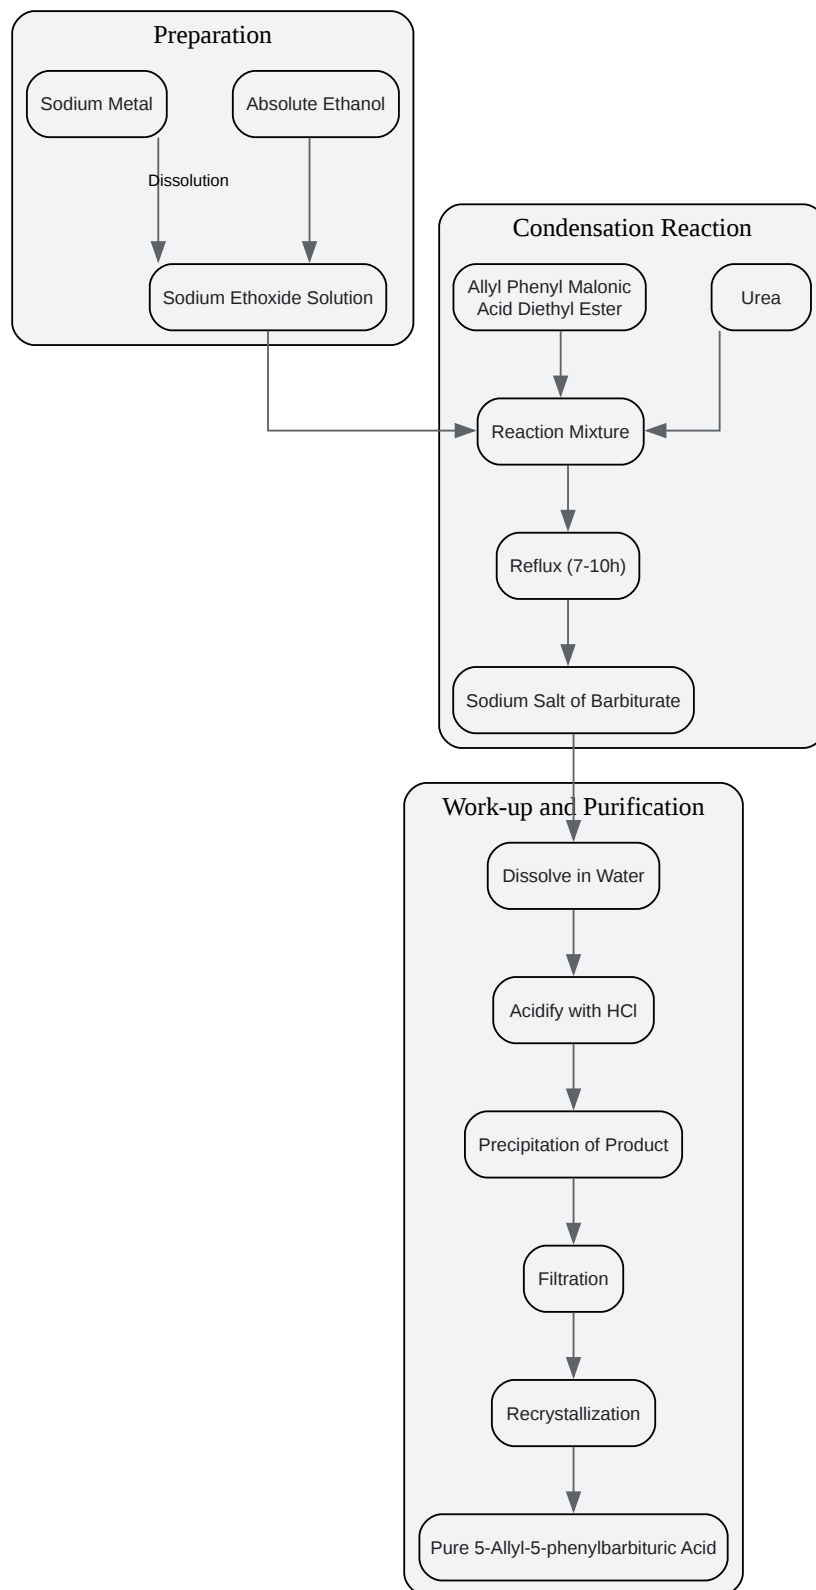 Preparation
Sodium Metal
Absolute Ethanol
Dissolution
Sodium Ethoxide Solution
Condensation Reaction
Allyl Phenyl Malonic
Acid Diethyl Ester
Urea
Reaction Mixture
Reflux (7-10h)
Sodium Salt of Barbiturate
Work-up and Purification
Dissolve in Water
Acidify with HCl
Precipitation of Product
Filtration
Recrystallization
Pure 5-Allyl-5-phenylbarbituric Acid